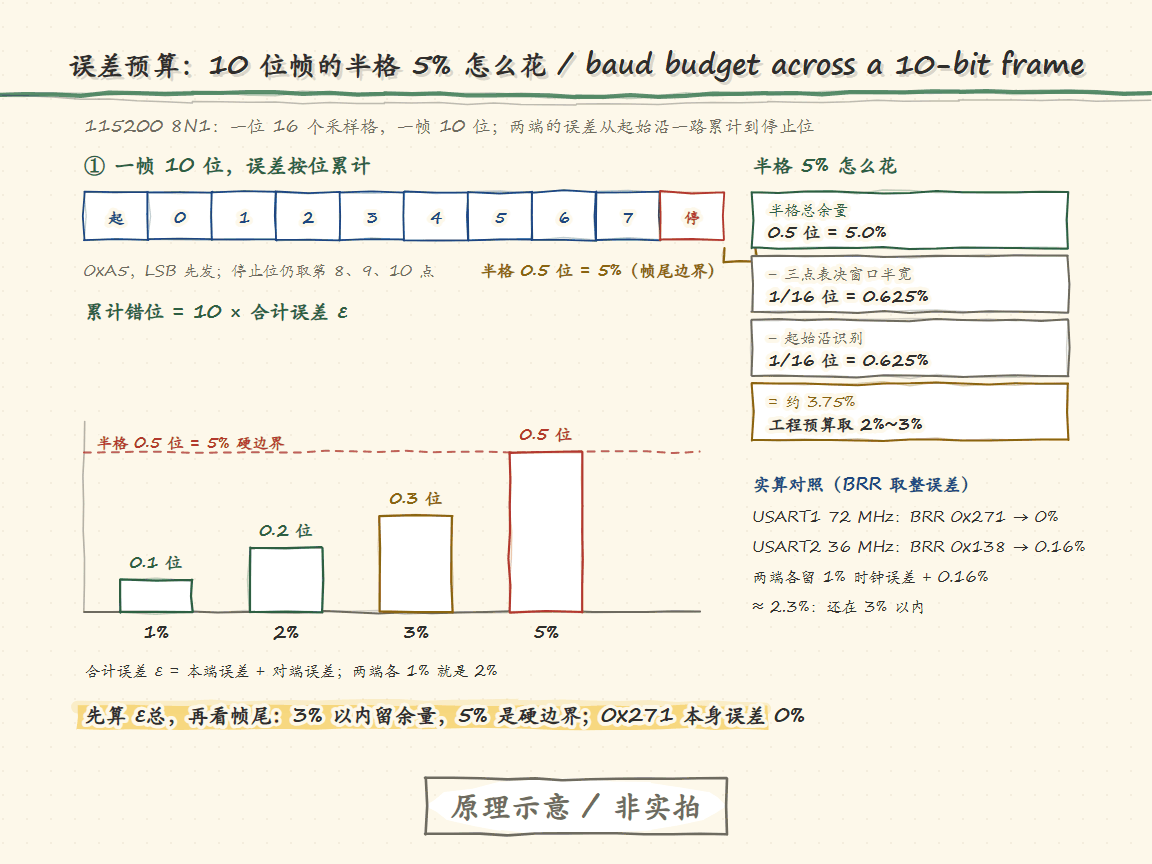 误差预算：10 位帧的半格 5% 怎么花 / baud budget across a 10-bit frame
115200 8N1：一位 16 个采样格，一帧 10 位；两端的误差从起始沿一路累计到停止位
① 一帧 10 位，误差按位累计
起 0 1 2 3 4 5 6 7 停
0xA5，LSB 先发；停止位仍取第 8、9、10 点
半格 0.5 位 = 5%（帧尾边界）
累计错位 = 10 × 合计误差 ε
半格 0.5 位 = 5% 硬边界
0.1 位
0.2 位
0.3 位
0.5 位
1% 2% 3% 5%
合计误差 ε = 本端误差 + 对端误差；两端各 1% 就是 2%
半格 5% 怎么花
半格总余量
0.5 位 = 5.0%
− 三点表决窗口半宽
1/16 位 = 0.625%
− 起始沿识别
1/16 位 = 0.625%
= 约 3.75%
工程预算取 2%~3%
实算对照（BRR 取整误差）
USART1 72 MHz：BRR 0x271 → 0%
USART2 36 MHz：BRR 0x138 → 0.16%
两端各留 1% 时钟误差 + 0.16%
≈ 2.3%：还在 3% 以内
先算 ε总，再看帧尾：3% 以内留余量，5% 是硬边界；0x271 本身误差 0%
原理示意 / 非实拍